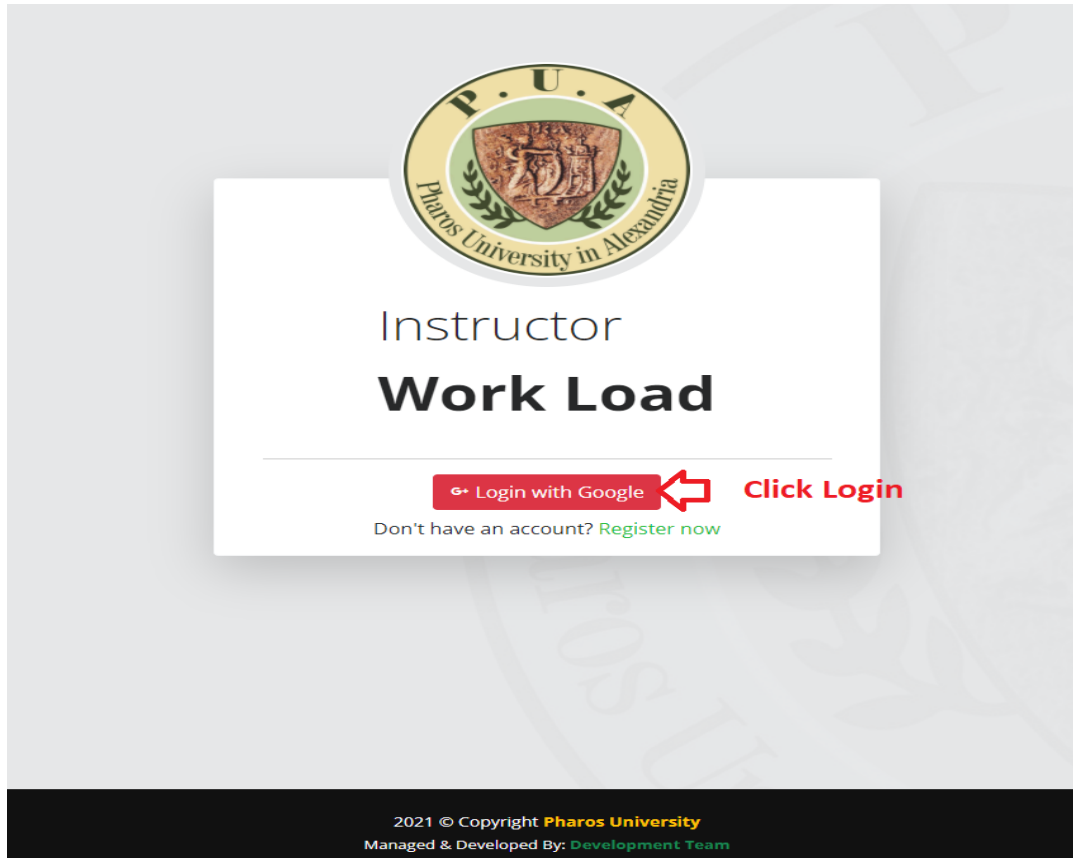 P . U . A
Pharos University in Alexandria
Instructor
Work Load
G+ Login with Google
Click Login
Don't have an account? Register now
2021 © Copyright Pharos University
Managed & Developed By: Development Team